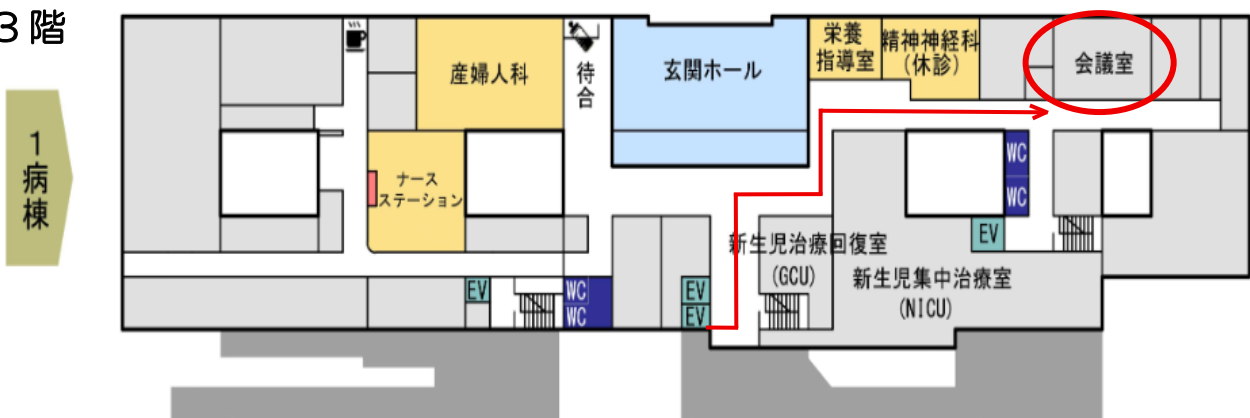 3階
1
病
棟
産婦人科
待
合
玄関ホール
栄養
指導室
精神神経科
(休診)
会議室
ナース
ステーション
WC
WC
EV
新生児治療回復室
(GCU)
新生児集中治療室
(NICU)
EV
WC
WC
EV
EV